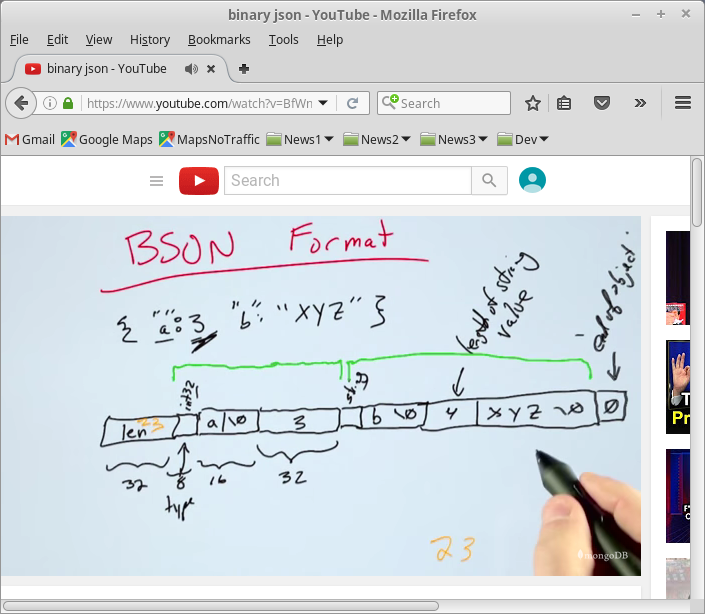 binary json - YouTube - Mozilla Firefox
File Edit View History Bookmarks Tools Help
binary json - YouTube
https://www.youtube.com/watch?v=BfWn
Search
Gmail Google Maps MapsNoTraffic News1 News2 News3 Dev
Search
BSON Format
{ "a": 3 "b": "XYZ" }
length of string
value
end of object
int32
len 23 a \0 3 b \0 4 X Y Z \0 0
32 8 16 32
type
23
mongoDB